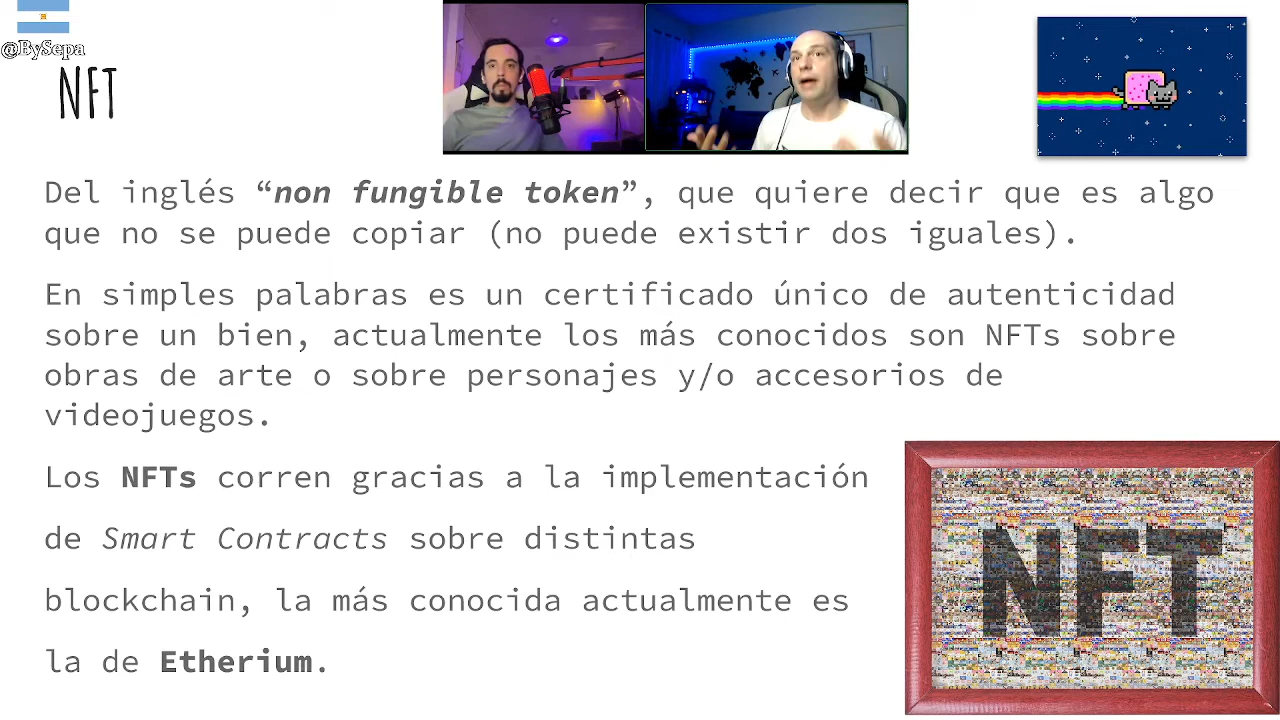 @BySepa
NFT
Del inglés “non fungible token”, que quiere decir que es algo
que no se puede copiar (no puede existir dos iguales).
En simples palabras es un certificado único de autenticidad
sobre un bien, actualmente los más conocidos son NFTs sobre
obras de arte o sobre personajes y/o accesorios de
videojuegos.
Los NFTs corren gracias a la implementación
de Smart Contracts sobre distintas
blockchain, la más conocida actualmente es
la de Etherium.
NFT